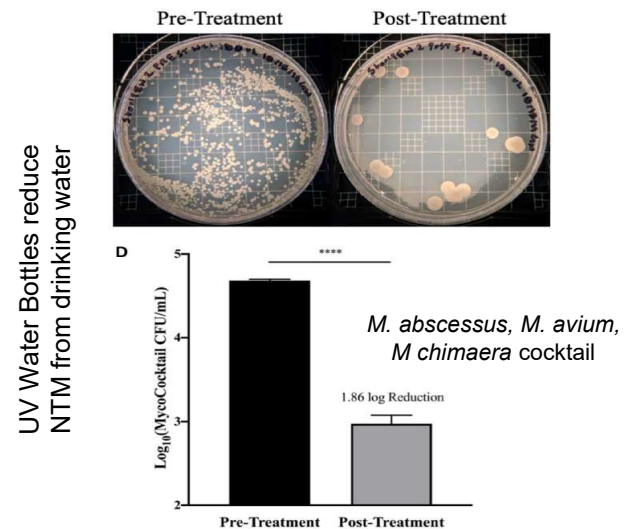 Pre-Treatment
Post-Treatment
UV Water Bottles reduce
NTM from drinking water
D
5
4
3
2
Log10(MycoCocktail CFU/mL)
****
1.86 log Reduction
M. abscessus, M. avium,
M chimaera cocktail
Pre-Treatment
Post-Treatment